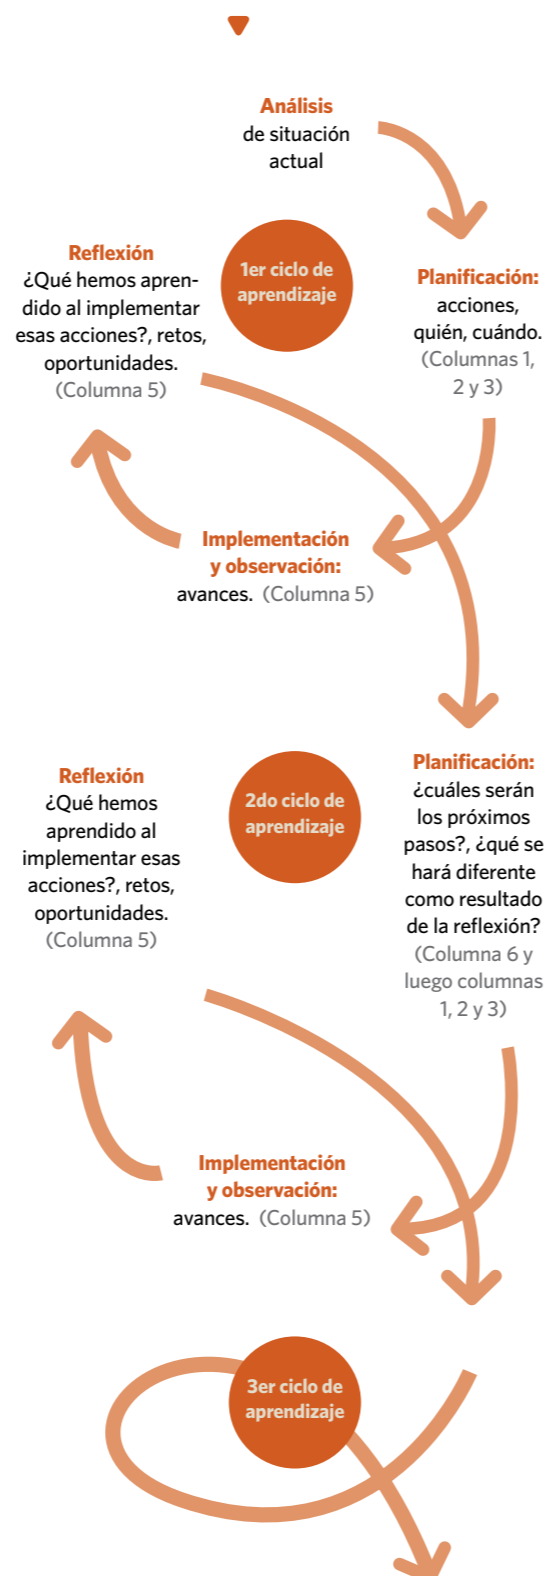 Análisis
de situación
actual
1er ciclo de
aprendizaje
Planificación:
acciones,
quién, cuándo.
(Columnas 1,
2 y 3)
Implementación
y observación:
avances. (Columna 5)
Reflexión
¿Qué hemos apren-
dido al implementar
esas acciones?, retos,
oportunidades.
(Columna 5)
2do ciclo de
aprendizaje
Planificación:
¿cuáles serán
los próximos
pasos?, ¿qué se
hará diferente
como resultado
de la reflexión?
(Columna 6 y
luego columnas
1, 2 y 3)
Implementación
y observación:
avances. (Columna 5)
Reflexión
¿Qué hemos
aprendido al
implementar esas
acciones?, retos,
oportunidades.
(Columna 5)
3er ciclo de
aprendizaje